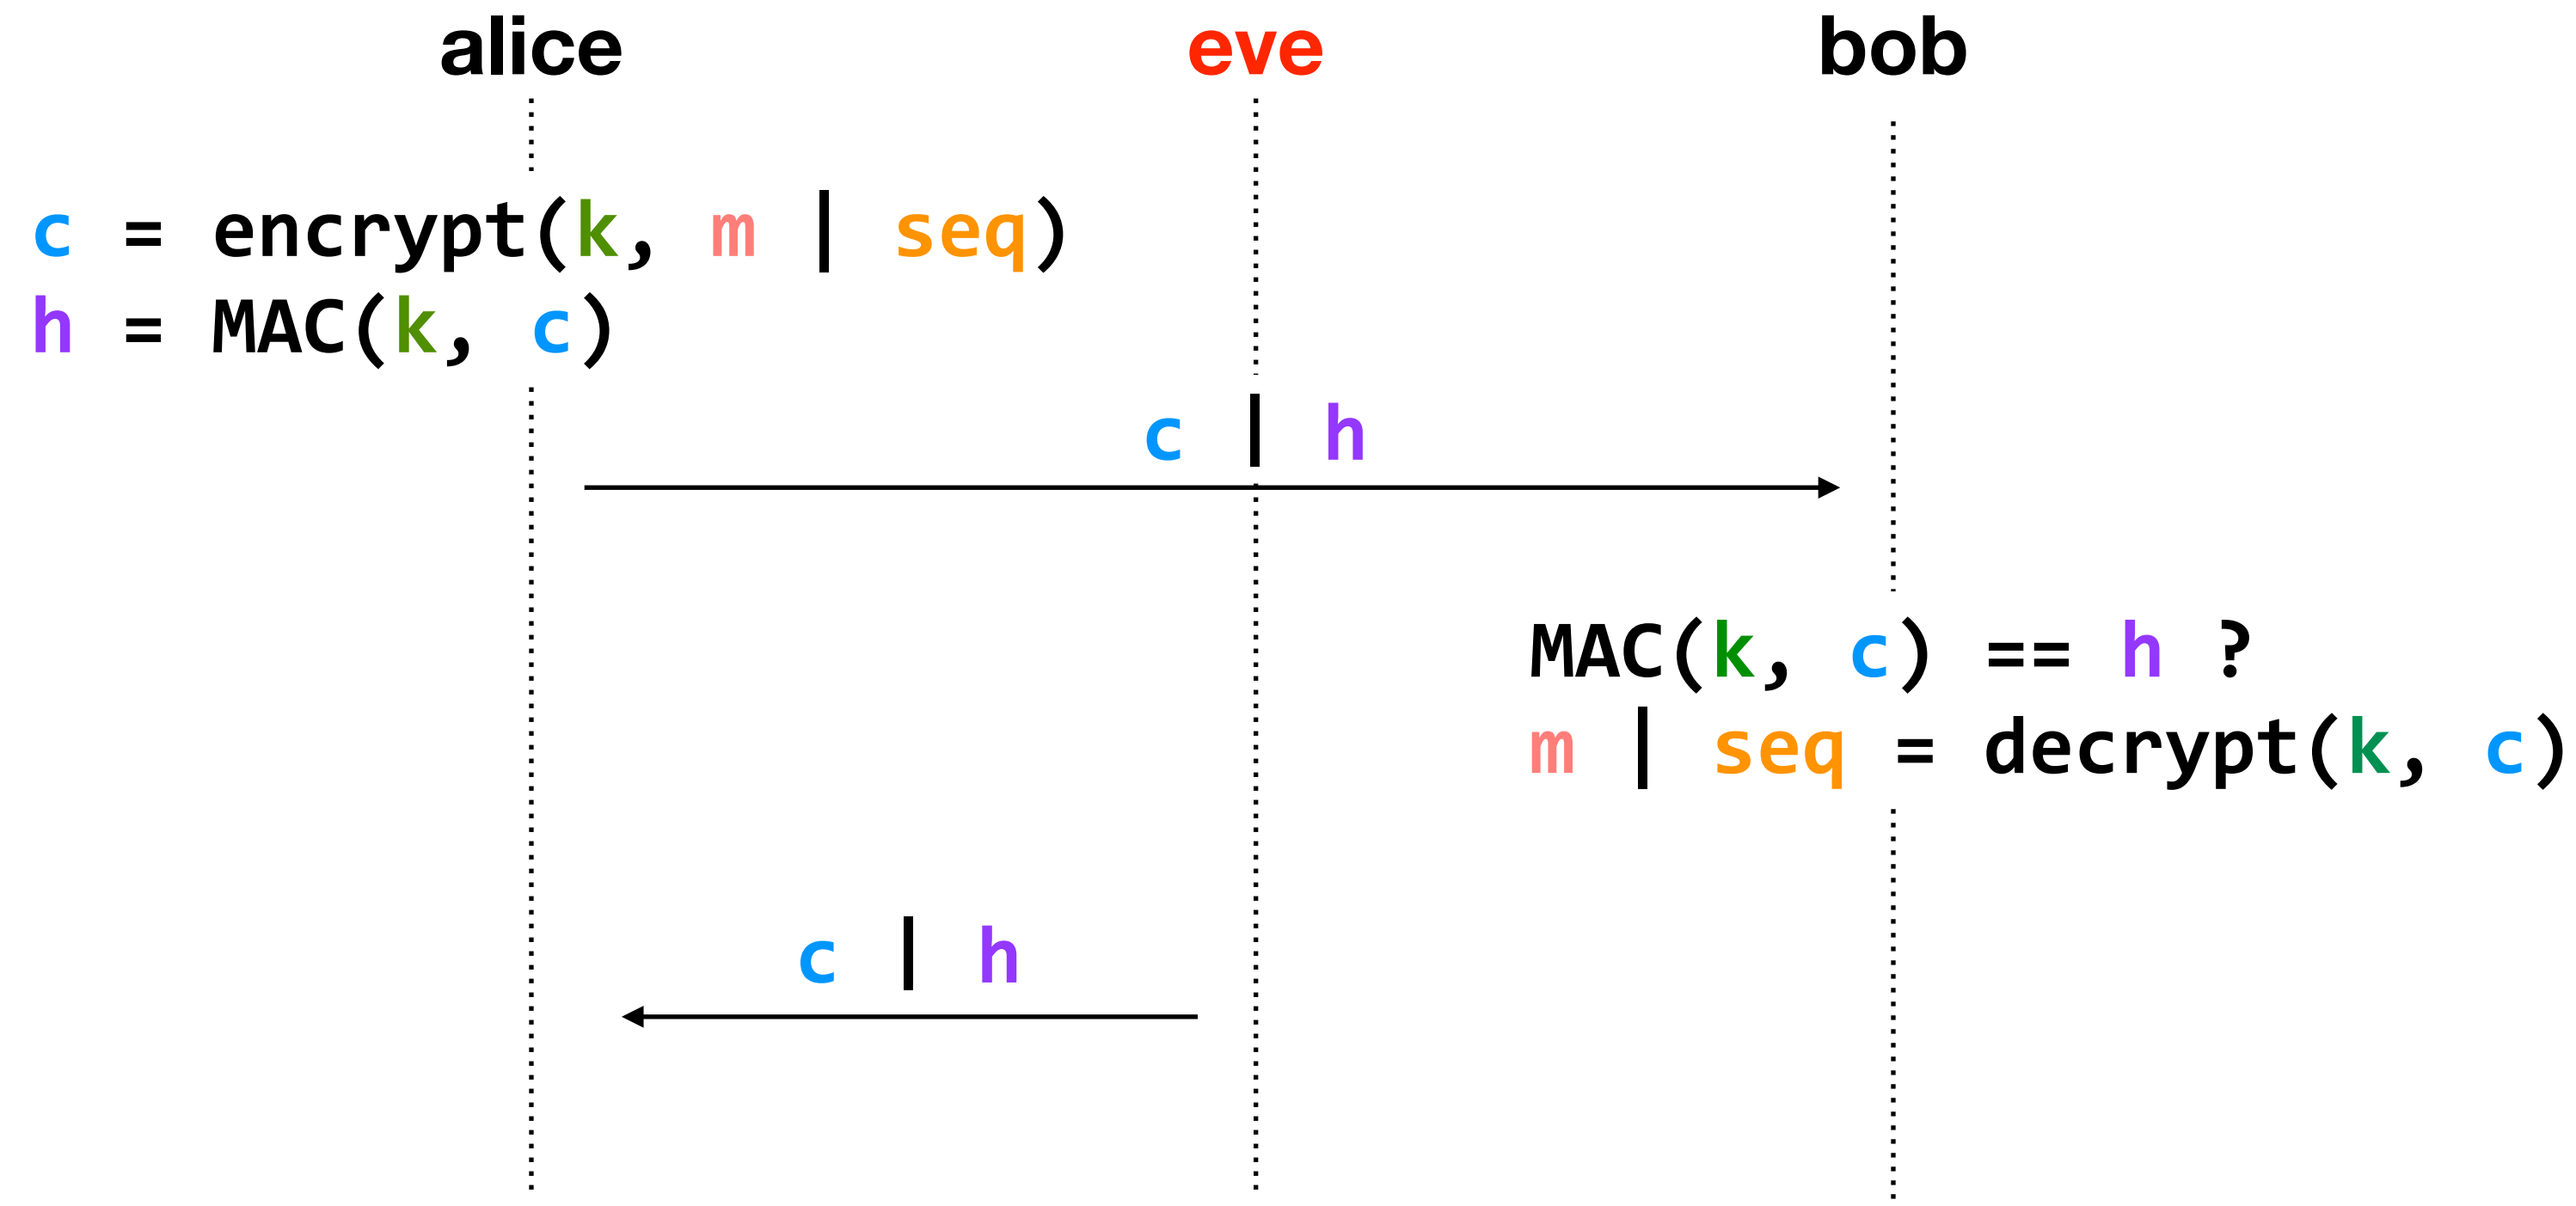 alice eve bob
c = encrypt(k, m | seq)
h = MAC(k, c)
c | h
MAC(k, c) == h ?
m | seq = decrypt(k, c)
c | h